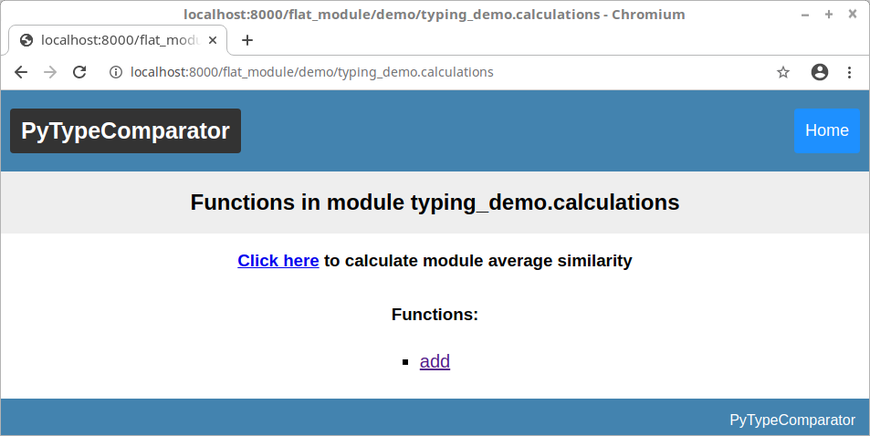 localhost:8000/flat_module/demo/typing_demo.calculations - Chromium
localhost:8000/flat_modu
localhost:8000/flat_module/demo/typing_demo.calculations
PyTypeComparator
Home
Functions in module typing_demo.calculations
Click here to calculate module average similarity
Functions:
add
PyTypeComparator